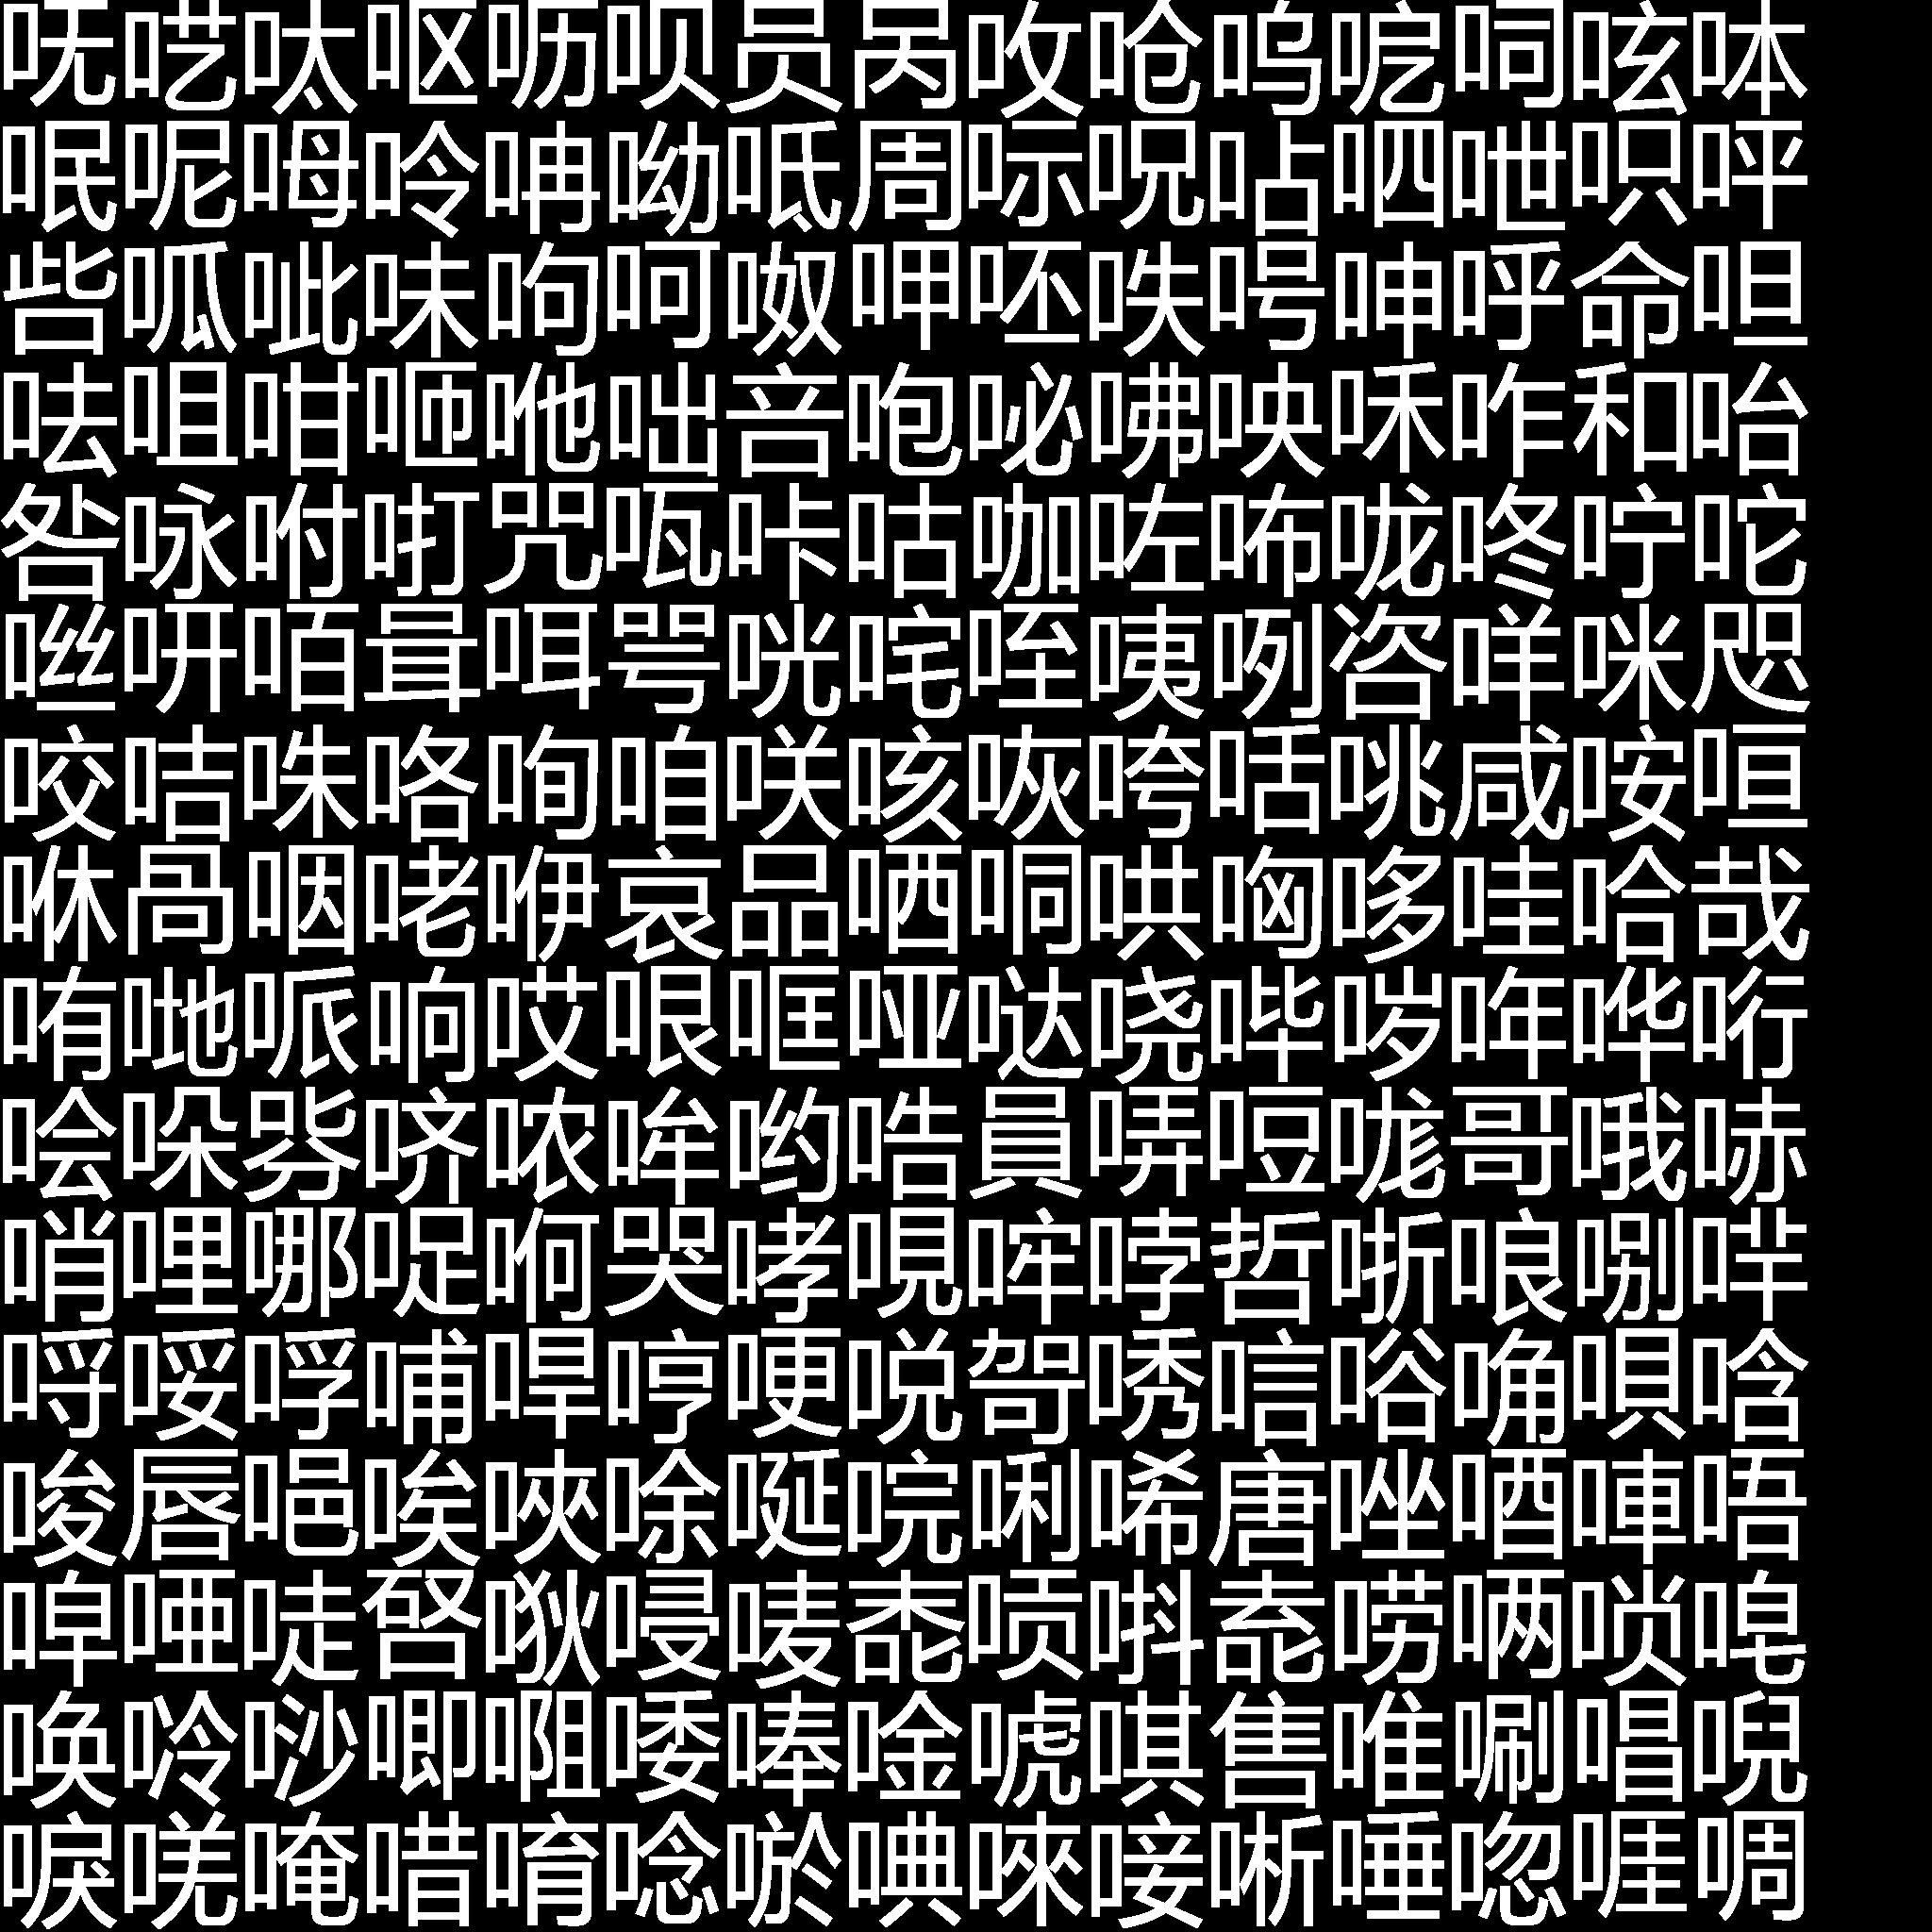 呒呓呔呕呖呗员呙呚呛呜呝呞呟呠
呡呢呣呤呥呦呧周呩呪呫呬呭呮呯
呰呱呲味呴呵呶呷呸呹呺呻呼命呾
呿咀咁咂咃咄咅咆咇咈咉咊咋和咍
咎咏咐咑咒咓咔咕咖咗咘咙咚咛咜
咝咞咟咠咡咢咣咤咥咦咧咨咩咪咫
咬咭咮咯咰咱咲咳咴咵咶咷咸咹咺
咻咼咽咾咿哀品哂哃哄哅哆哇哈哉
哊哋哌响哎哏哐哑哒哓哔哕哖哗哘
哙哚哛哜哝哞哟哠員哢哣哤哥哦哧
哨哩哪哫哬哭哮哯哰哱哲哳哴哵哶
哷哸哹哺哻哼哽哾哿唀唁唂唃唄唅
唆唇唈唉唊唋唌唍唎唏唐唑唒唓唔
唕唖唗唘唙唚唛唜唝唞唟唠唡唢唣
唤唥唦唧唨唩唪唫唬唭售唯唰唱唲
唳唴唵唶唷唸唹唺唻唼唽唾唿啀啁